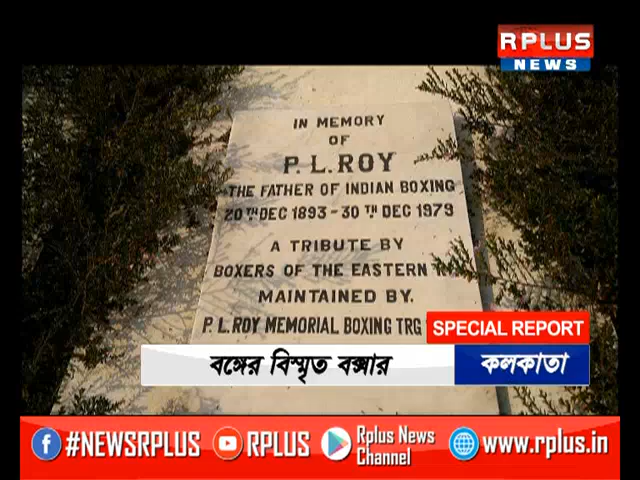 RPLUS
NEWS
IN MEMORY
OF
P. L. ROY
THE FATHER OF INDIAN BOXING
20TH DEC 1893 - 30TH DEC 1979
A TRIBUTE BY
BOXERS OF THE EASTERN
MAINTAINED BY.
P. L. ROY MEMORIAL BOXING TRG
SPECIAL REPORT
বঙ্গের বিস্মৃত বক্সার
কলকাতা
#NEWSRPLUS
RPLUS
Rplus News
Channel
www.rplus.in